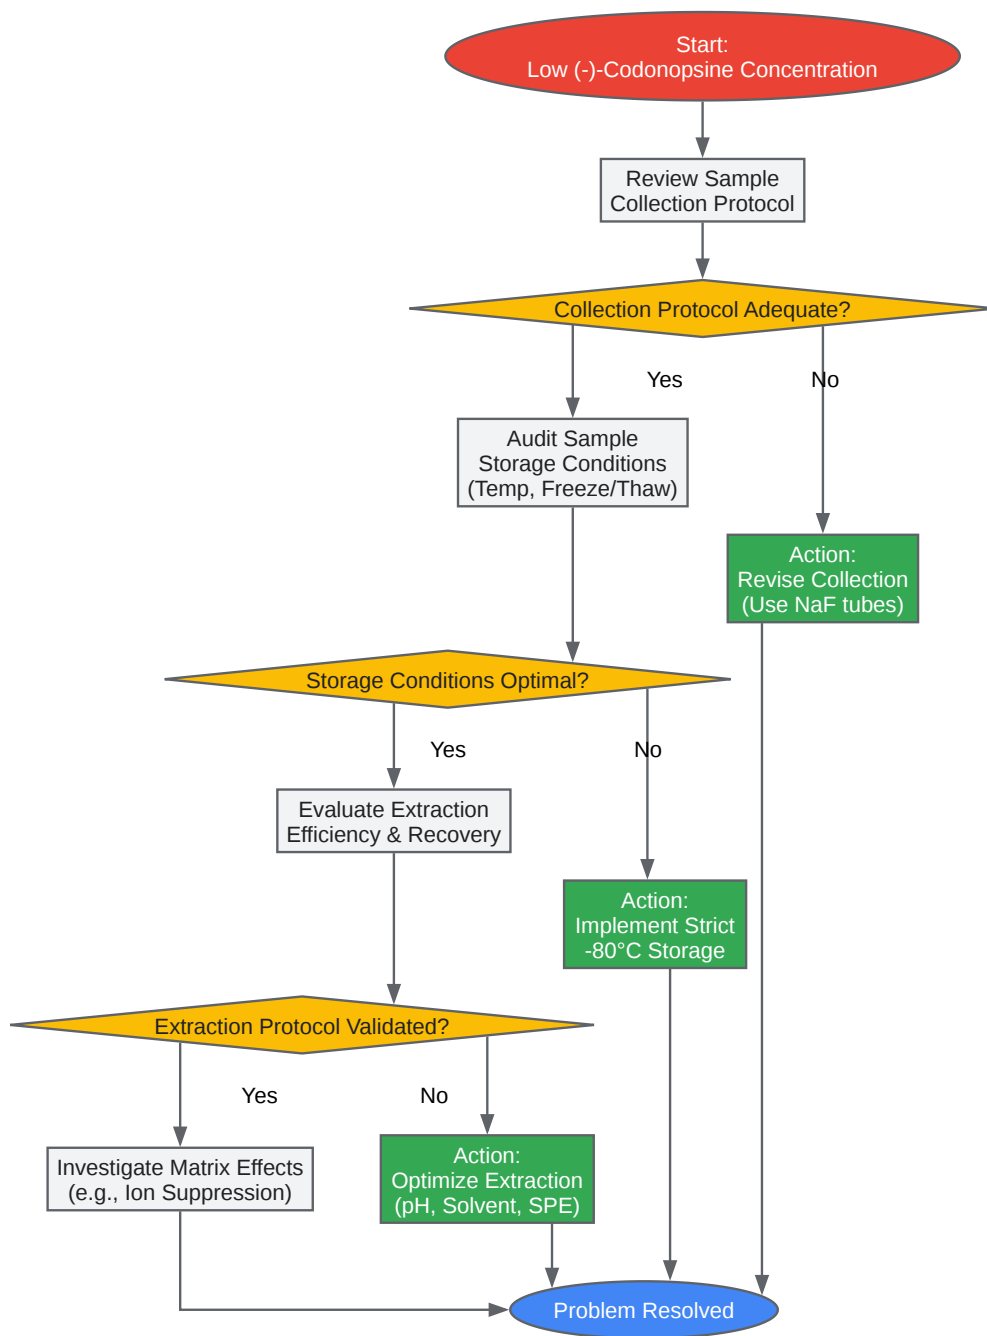 Start:
Low (-)-Codonopsine Concentration
Review Sample
Collection Protocol
Collection Protocol Adequate?
Yes
No
Audit Sample
Storage Conditions
(Temp, Freeze/Thaw)
Action:
Revise Collection
(Use NaF tubes)
Storage Conditions Optimal?
Yes
No
Evaluate Extraction
Efficiency & Recovery
Action:
Implement Strict
-80°C Storage
Extraction Protocol Validated?
Yes
No
Investigate Matrix Effects
(e.g., Ion Suppression)
Action:
Optimize Extraction
(pH, Solvent, SPE)
Problem Resolved